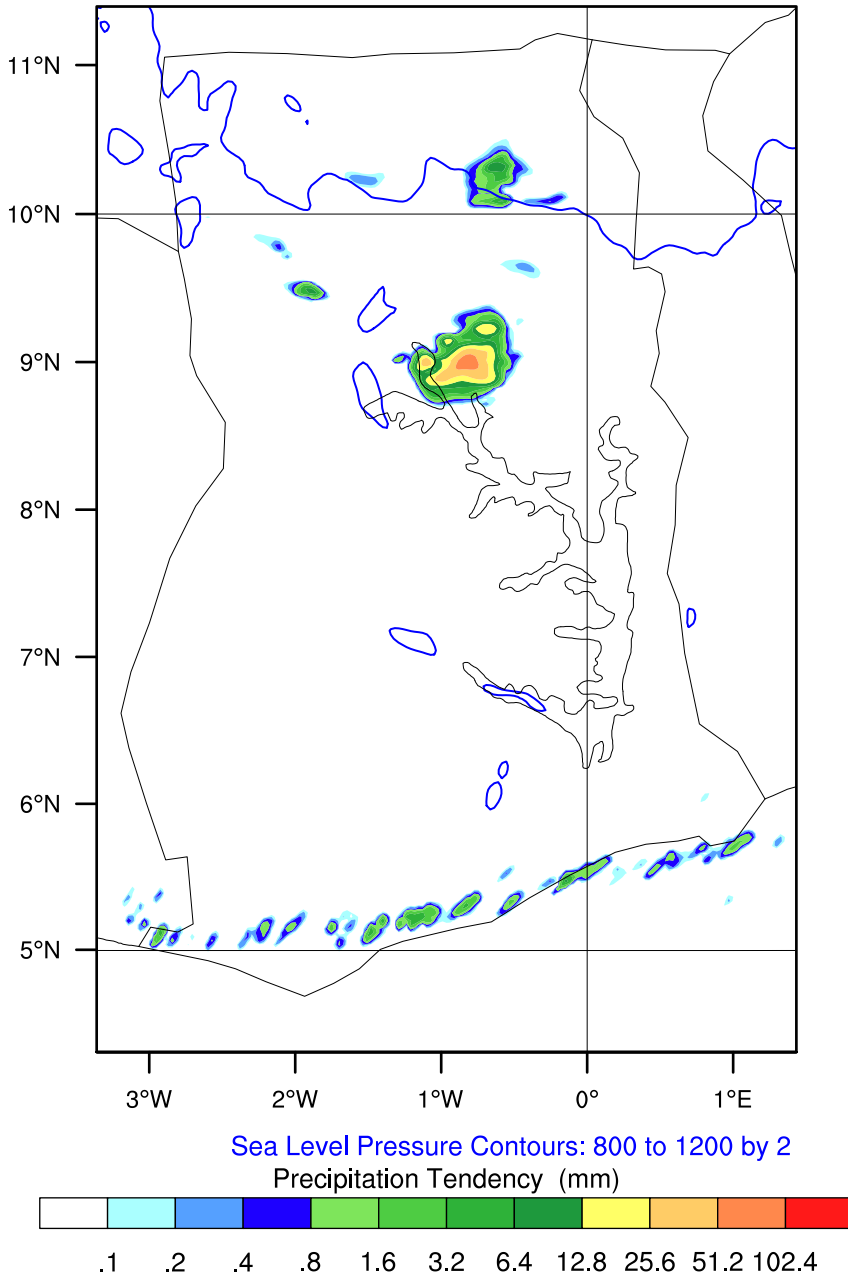 11°N
10°N
9°N
8°N
7°N
6°N
5°N
3°W 2°W 1°W 0° 1°E
Sea Level Pressure Contours: 800 to 1200 by 2
Precipitation Tendency (mm)
.1 .2 .4 .8 1.6 3.2 6.4 12.8 25.6 51.2 102.4